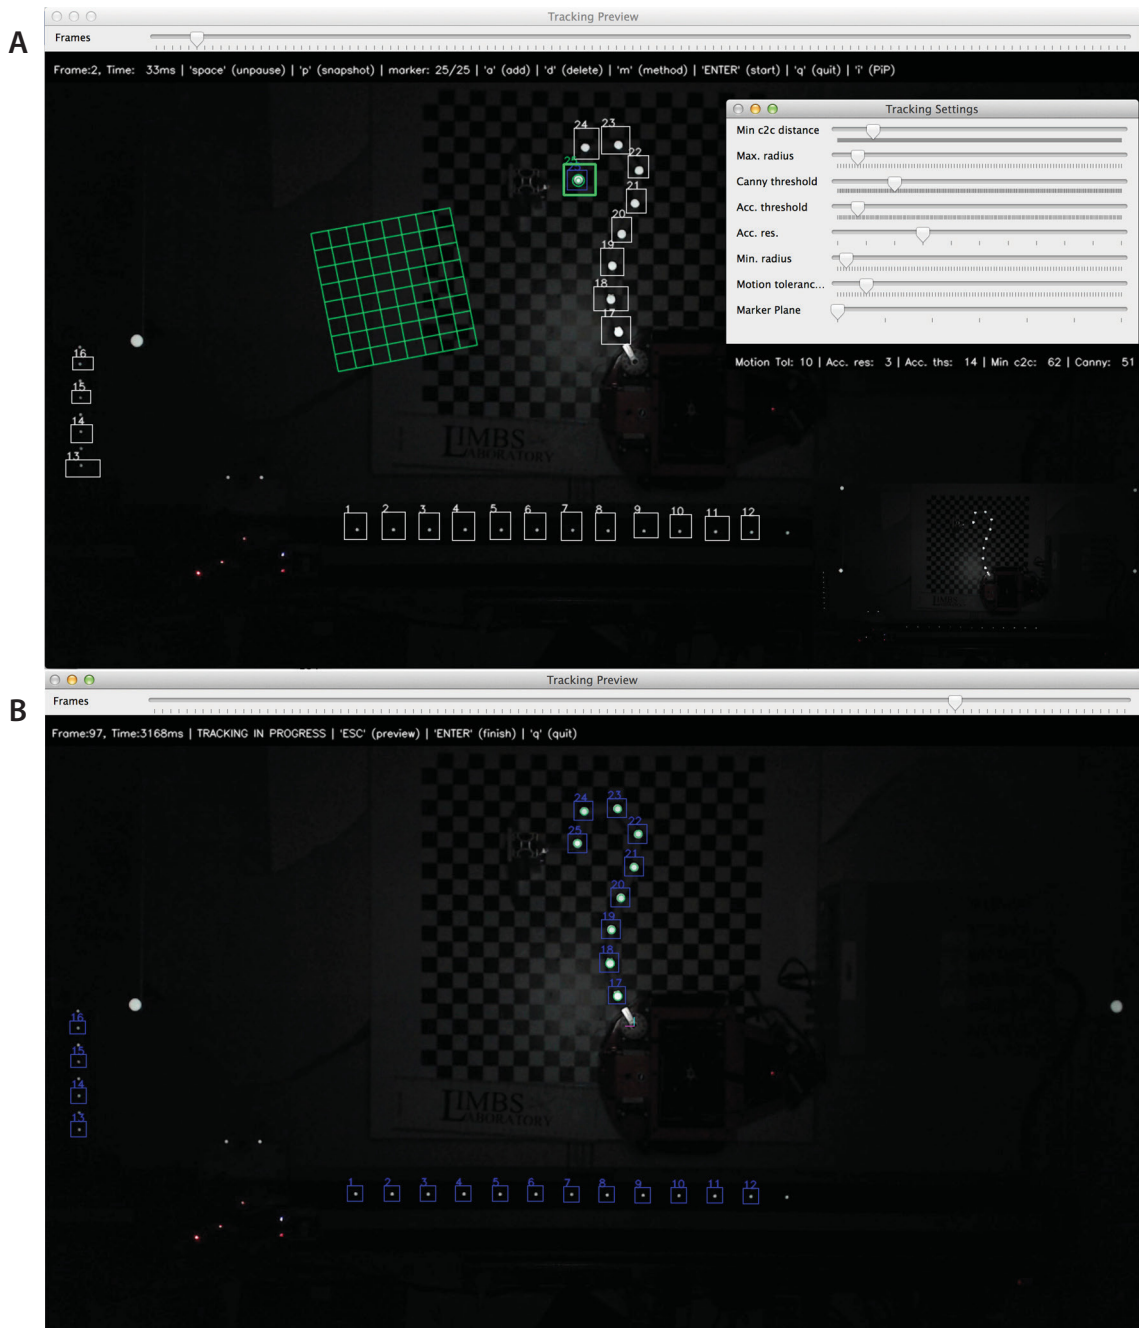 A
Tracking Preview
Frames
Frame:2, Time: 33ms | 'space' (unpause) | 'p' (snapshot) | marker: 25/25 | 'a' (add) | 'd' (delete) | 'm' (method) | 'ENTER' (start) | 'q' (quit) | 'i' (PiP)
Tracking Settings
Min c2c distance
Max. radius
Canny threshold
Acc. threshold
Acc. res.
Min. radius
Motion toleranc...
Marker Plane
Motion Tol: 10 | Acc. res: 3 | Acc. ths: 14 | Min c2c: 62 | Canny: 51
24 23
25 22
21
20
19
18
17
16
15
14
13
LIMBS
LABORATORY
1 2 3 4 5 6 7 8 9 10 11 12
B
Tracking Preview
Frames
Frame:97, Time:3168ms | TRACKING IN PROGRESS | 'ESC' (preview) | 'ENTER' (finish) | 'q' (quit)
24 23
25 22
21
20
19
18
17
16
15
14
13
LIMBS
LABORATORY
1 2 3 4 5 6 7 8 9 10 11 12